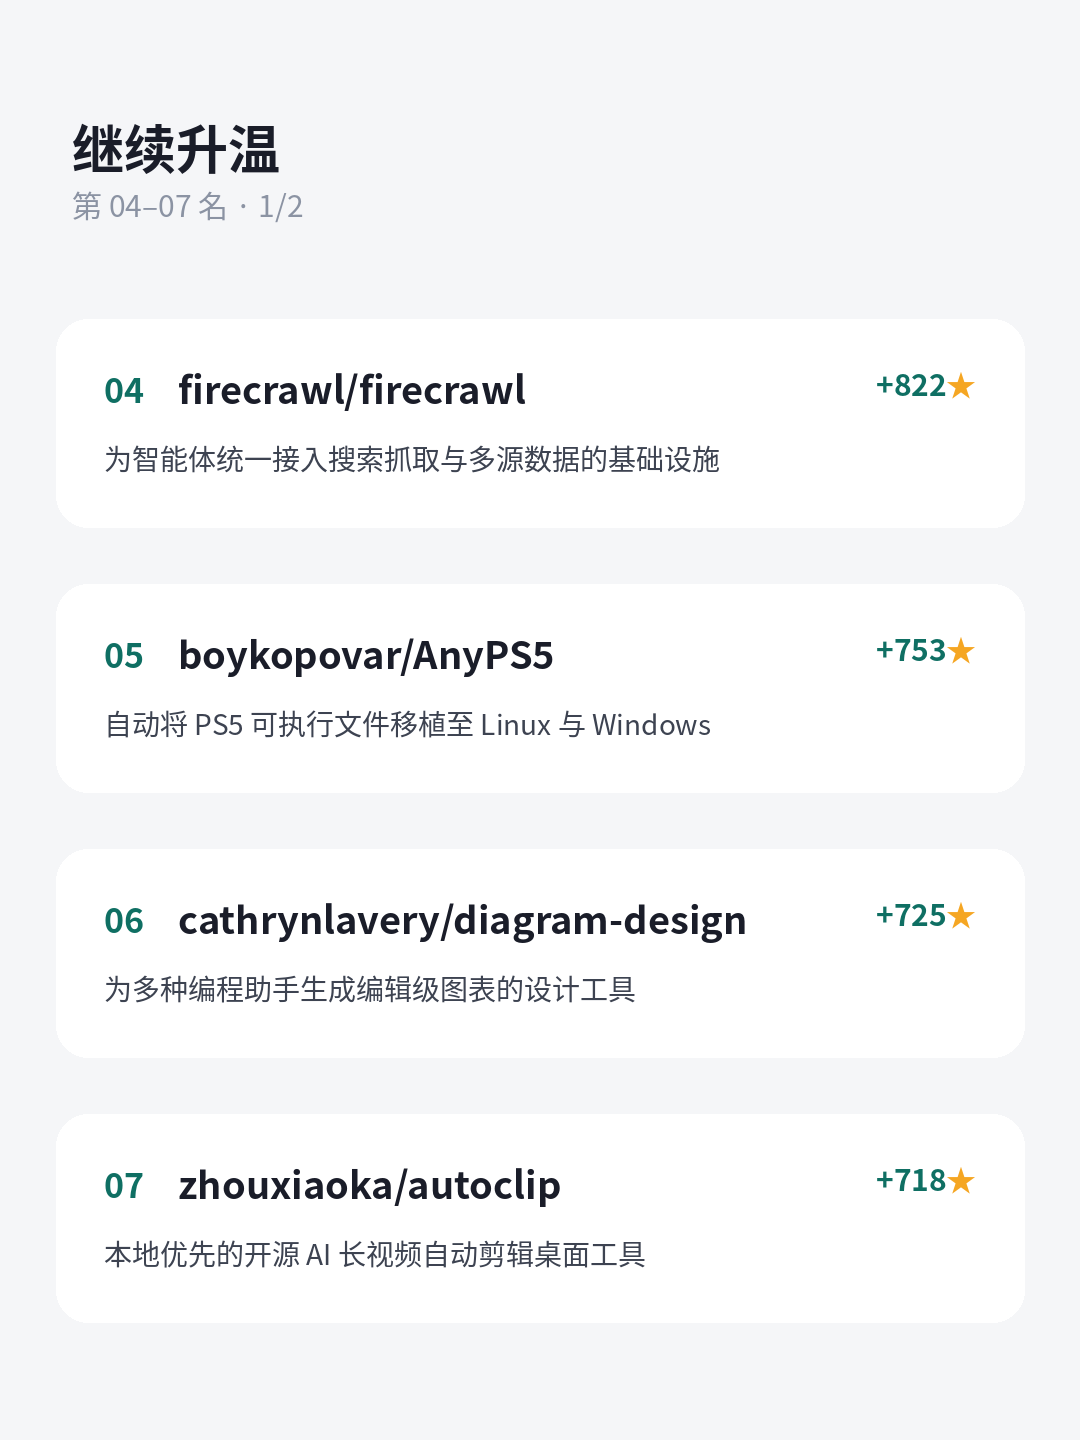 继续升温
第 04–07 名 · 1/2
04 firecrawl/firecrawl +822★
为智能体统一接入搜索抓取与多源数据的基础设施
05 boykopovar/AnyPS5 +753★
自动将 PS5 可执行文件移植至 Linux 与 Windows
06 cathrynlavery/diagram-design +725★
为多种编程助手生成编辑级图表的设计工具
07 zhouxiaoka/autoclip +718★
本地优先的开源 AI 长视频自动剪辑桌面工具